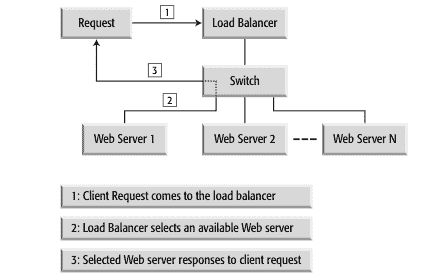 1
Request
Load Balancer
3
Switch
2
Web Server 1
Web Server 2
Web Server N
1: Client Request comes to the load balancer
2: Load Balancer selects an available Web server
3: Selected Web server responses to client request